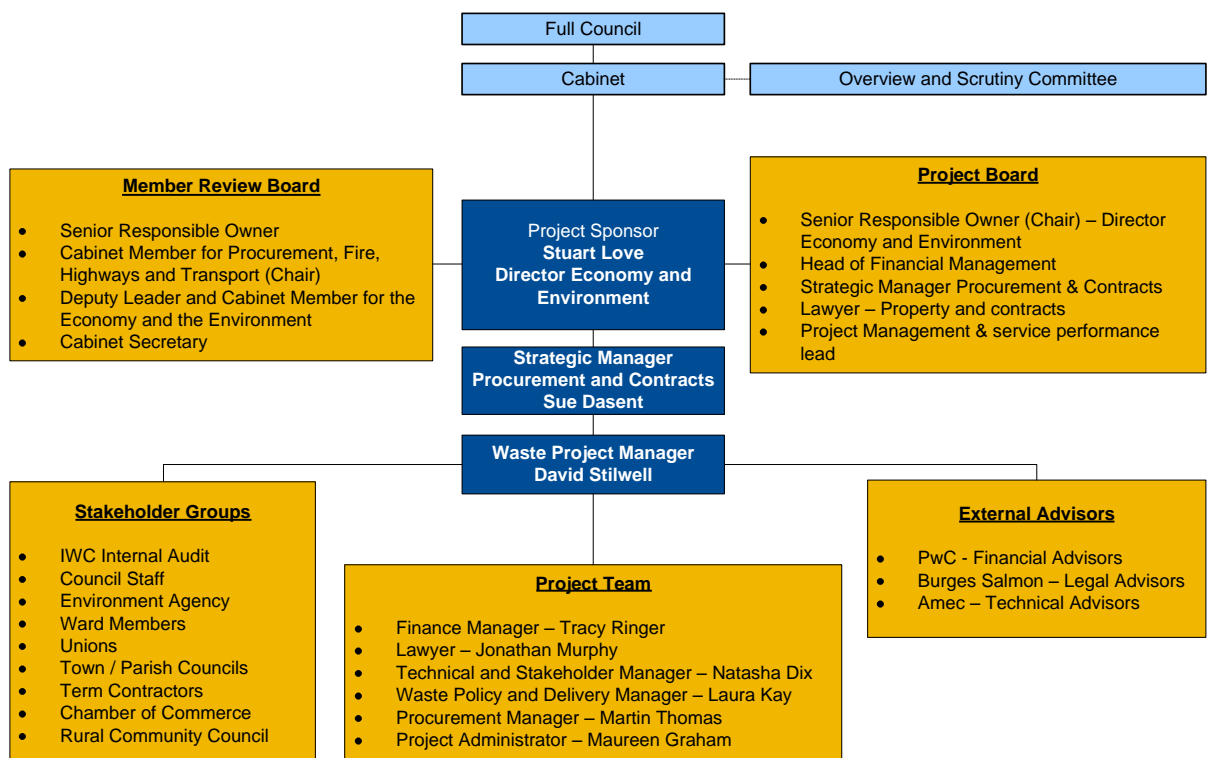 Full Council
Cabinet
Overview and Scrutiny Committee
Member Review Board
• Senior Responsible Owner
• Cabinet Member for Procurement, Fire,
Highways and Transport (Chair)
• Deputy Leader and Cabinet Member for the
Economy and the Environment
• Cabinet Secretary
Project Sponsor
Stuart Love
Director Economy and
Environment
Project Board
• Senior Responsible Owner (Chair) – Director
Economy and Environment
• Head of Financial Management
• Strategic Manager Procurement & Contracts
• Lawyer – Property and contracts
• Project Management & service performance
lead
Strategic Manager
Procurement and Contracts
Sue Dasent
Waste Project Manager
David Stilwell
Stakeholder Groups
• IWC Internal Audit
• Council Staff
• Environment Agency
• Ward Members
• Unions
• Town / Parish Councils
• Term Contractors
• Chamber of Commerce
• Rural Community Council
Project Team
• Finance Manager – Tracy Ringer
• Lawyer – Jonathan Murphy
• Technical and Stakeholder Manager – Natasha Dix
• Waste Policy and Delivery Manager – Laura Kay
• Procurement Manager – Martin Thomas
• Project Administrator – Maureen Graham
External Advisors
• PwC - Financial Advisors
• Burges Salmon – Legal Advisors
• Amec – Technical Advisors